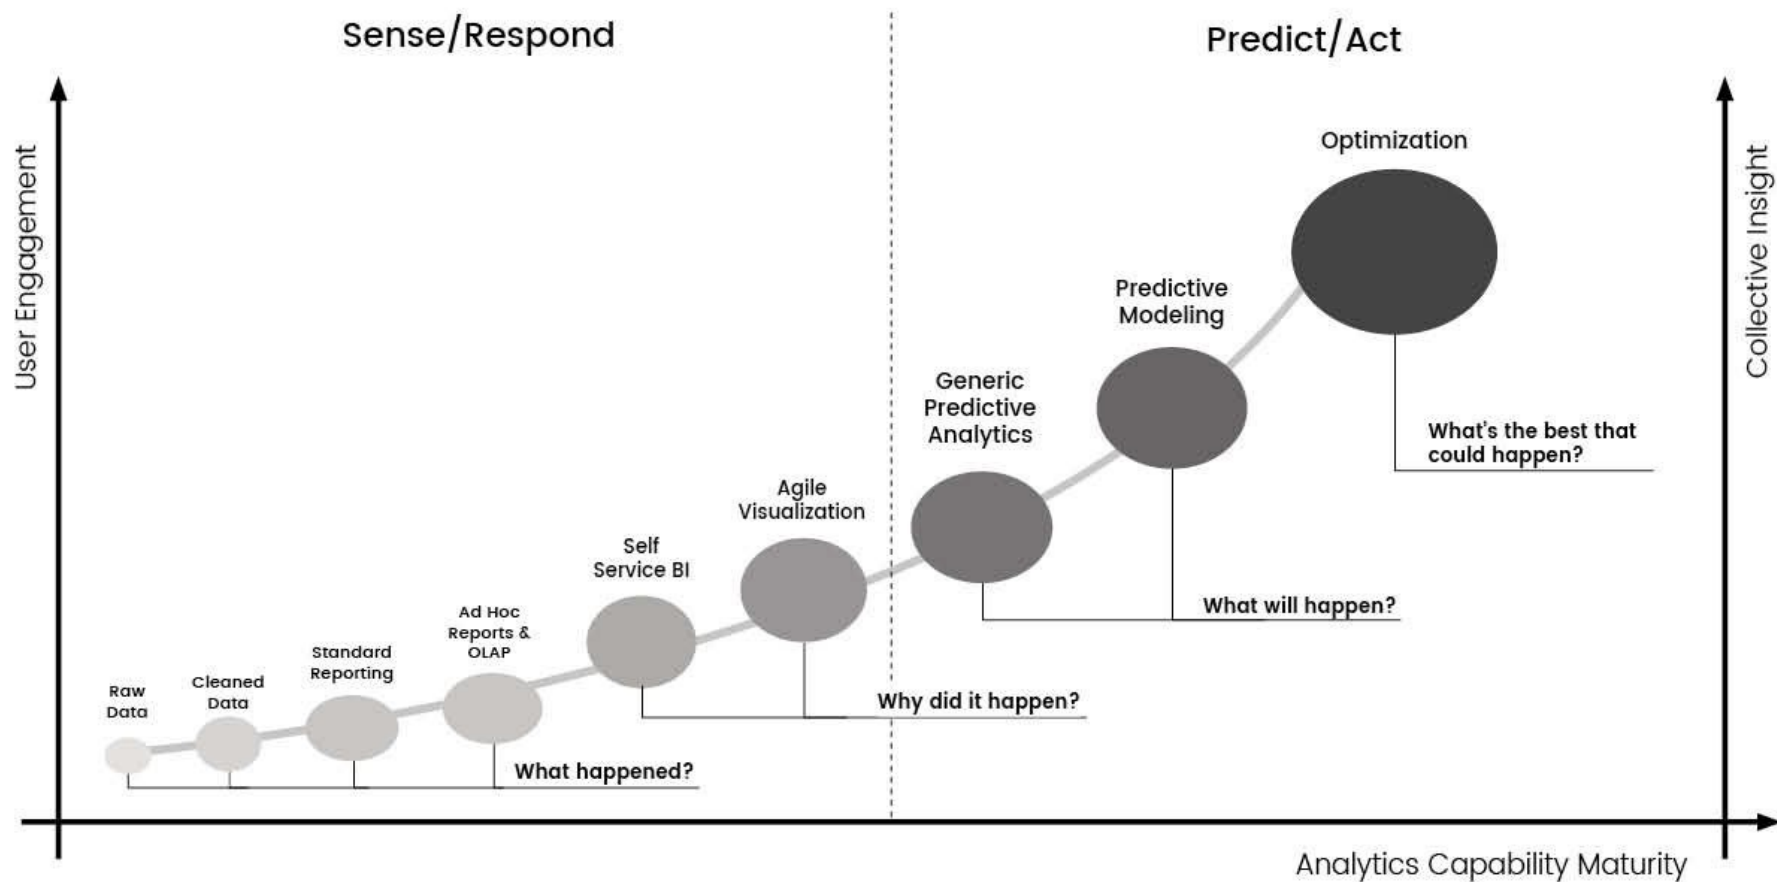 Sense/Respond
Predict/Act
User Engagement
Collective Insight
Optimization
Predictive
Modeling
Generic
Predictive
Analytics
What's the best that
could happen?
Agile
Visualization
Self
Service BI
What will happen?
Ad Hoc
Reports &
OLAP
Standard
Reporting
Cleaned
Data
Raw
Data
Why did it happen?
What happened?
Analytics Capability Maturity